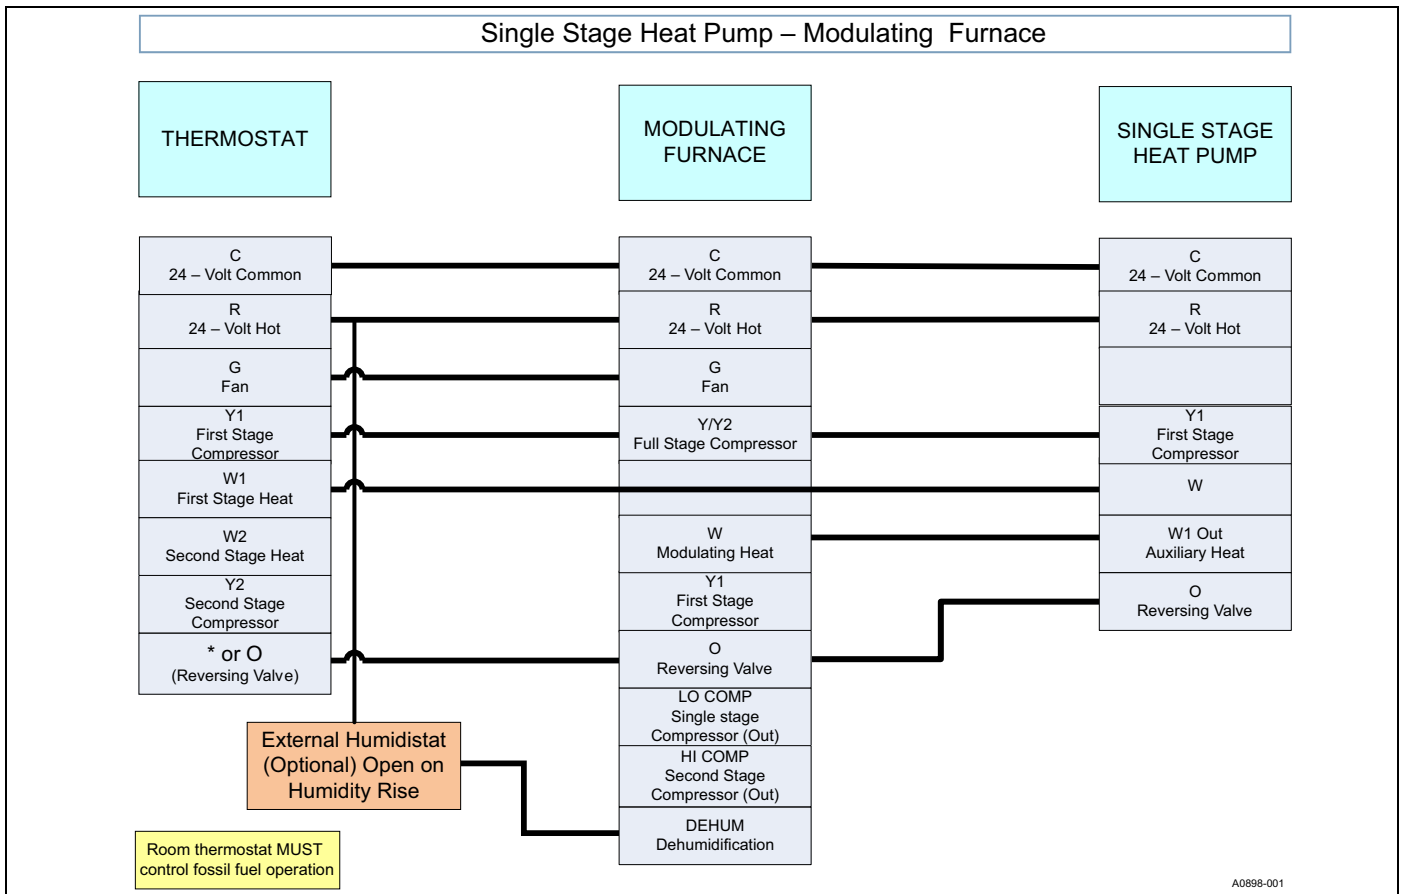 Single Stage Heat Pump – Modulating Furnace
THERMOSTAT
MODULATING
FURNACE
SINGLE STAGE
HEAT PUMP
C
24 – Volt Common
R
24 – Volt Hot
G
Fan
Y1
First Stage
Compressor
W1
First Stage Heat
W2
Second Stage Heat
Y2
Second Stage
Compressor
* or O
(Reversing Valve)
C
24 – Volt Common
R
24 – Volt Hot
G
Fan
Y/Y2
Full Stage Compressor
W
Modulating Heat
Y1
First Stage
Compressor
O
Reversing Valve
LO COMP
Single stage
Compressor (Out)
HI COMP
Second Stage
Compressor (Out)
DEHUM
Dehumidification
C
24 – Volt Common
R
24 – Volt Hot
Y1
First Stage
Compressor
W
W1 Out
Auxiliary Heat
O
Reversing Valve
External Humidistat
(Optional) Open on
Humidity Rise
Room thermostat MUST
control fossil fuel operation
A0898-001